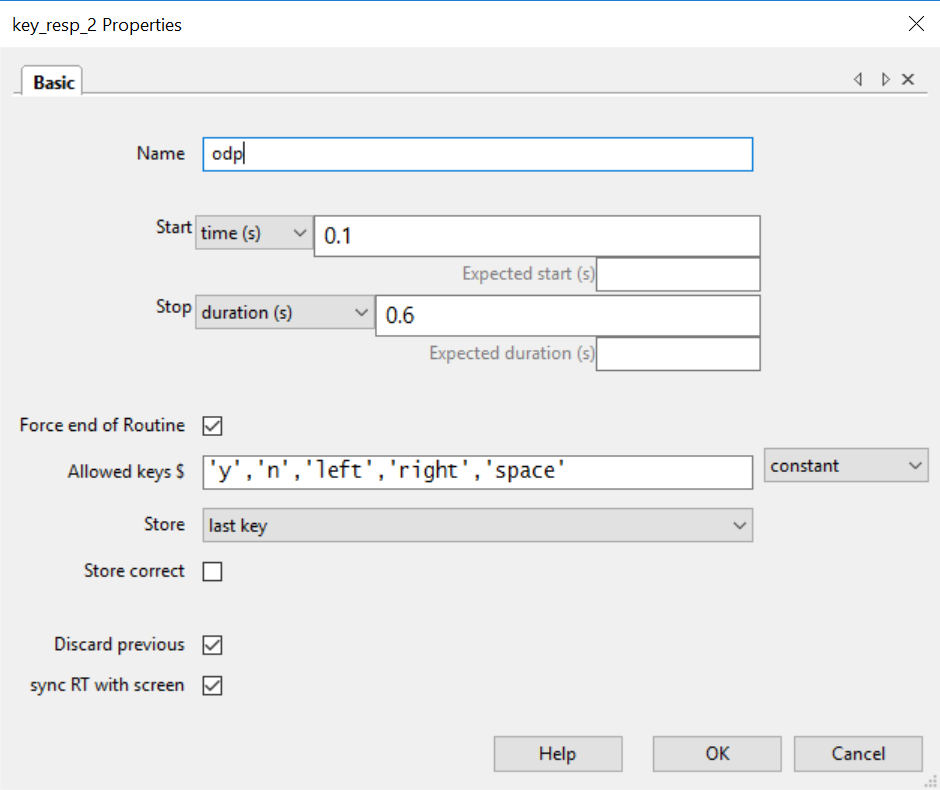 key_resp_2 Properties
Basic
Name odp
Start time (s) 0.1
Expected start (s)
Stop duration (s) 0.6
Expected duration (s)
Force end of Routine
Allowed keys $ 'y','n','left','right','space' constant
Store last key
Store correct
Discard previous
sync RT with screen
Help OK Cancel